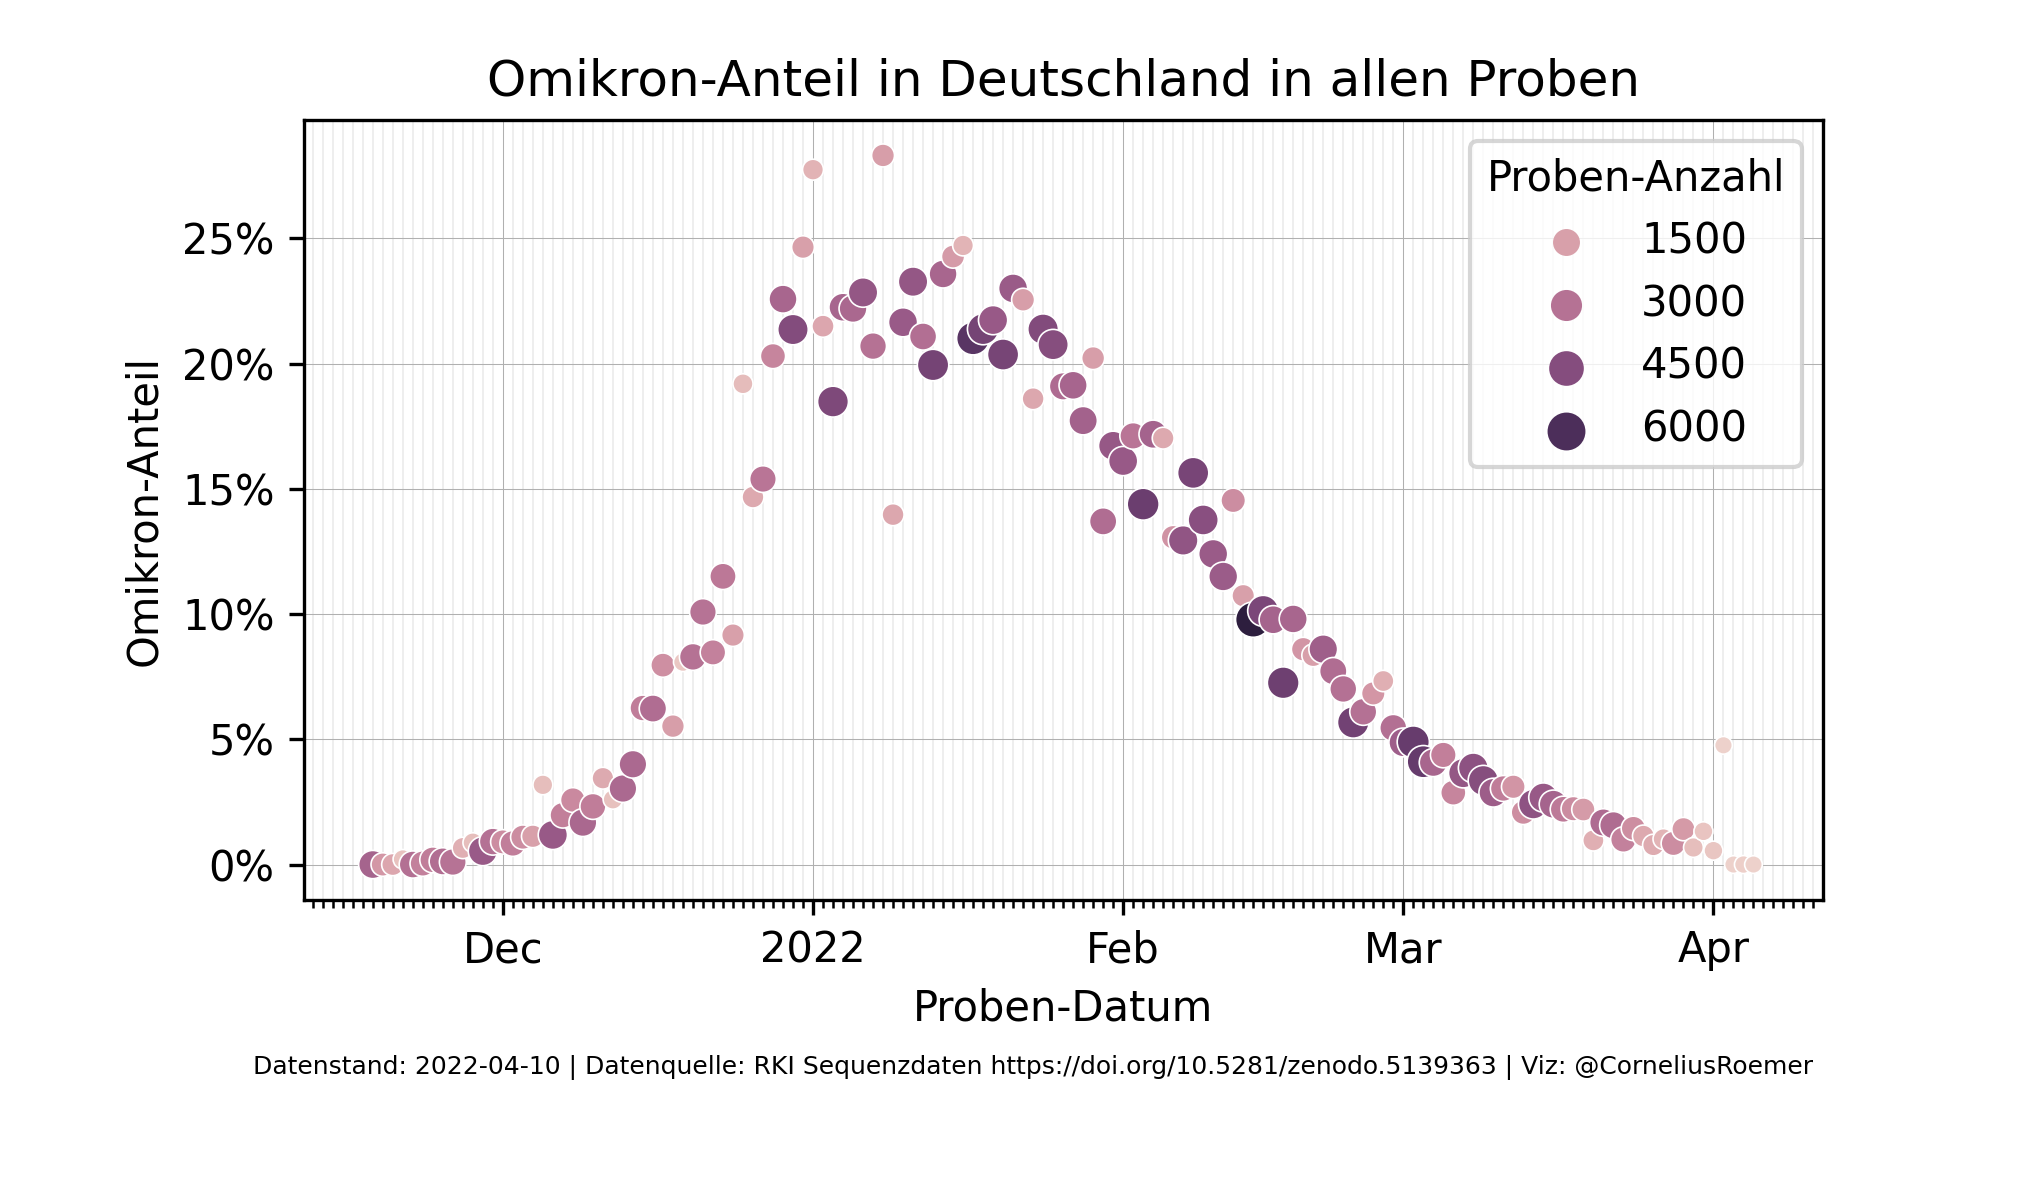 Omikron-Anteil in Deutschland in allen Proben
Proben-Anzahl
1500
3000
4500
6000
Omikron-Anteil
25%
20%
15%
10%
5%
0%
Dec
2022
Feb
Mar
Apr
Proben-Datum
Datenstand: 2022-04-10 | Datenquelle: RKI Sequenzdaten https://doi.org/10.5281/zenodo.5139363 | Viz: @CorneliusRoemer